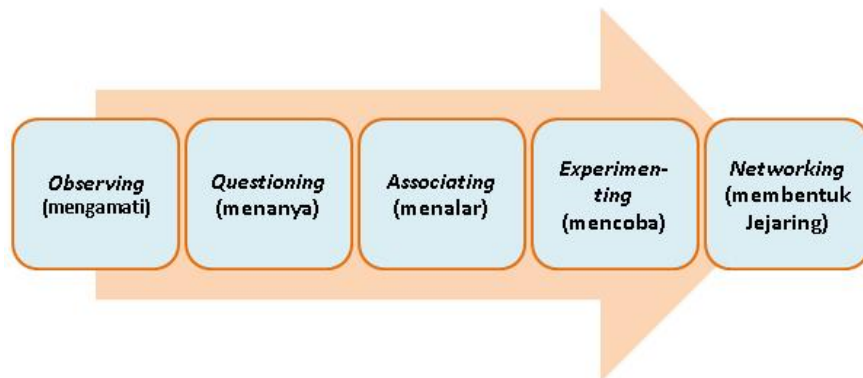 Observing
(mengamati)
Questioning
(menanya)
Associating
(menalar)
Experimen-
ting
(mencoba)
Networking
(membentuk
Jejaring)